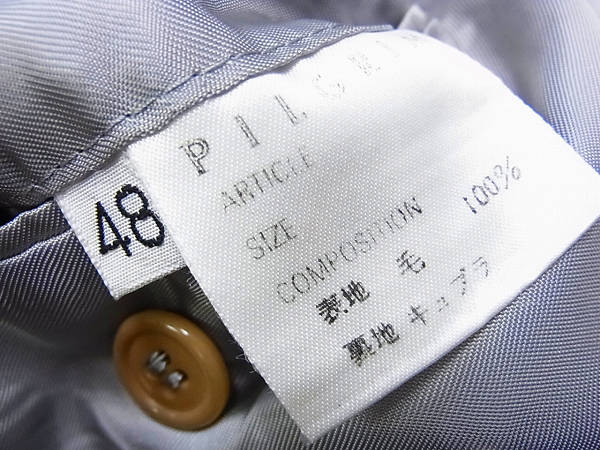 PILGRIM
ARTICLE
SIZE
COMPOSITION 100%
表地 毛
裏地 キュプラ
48